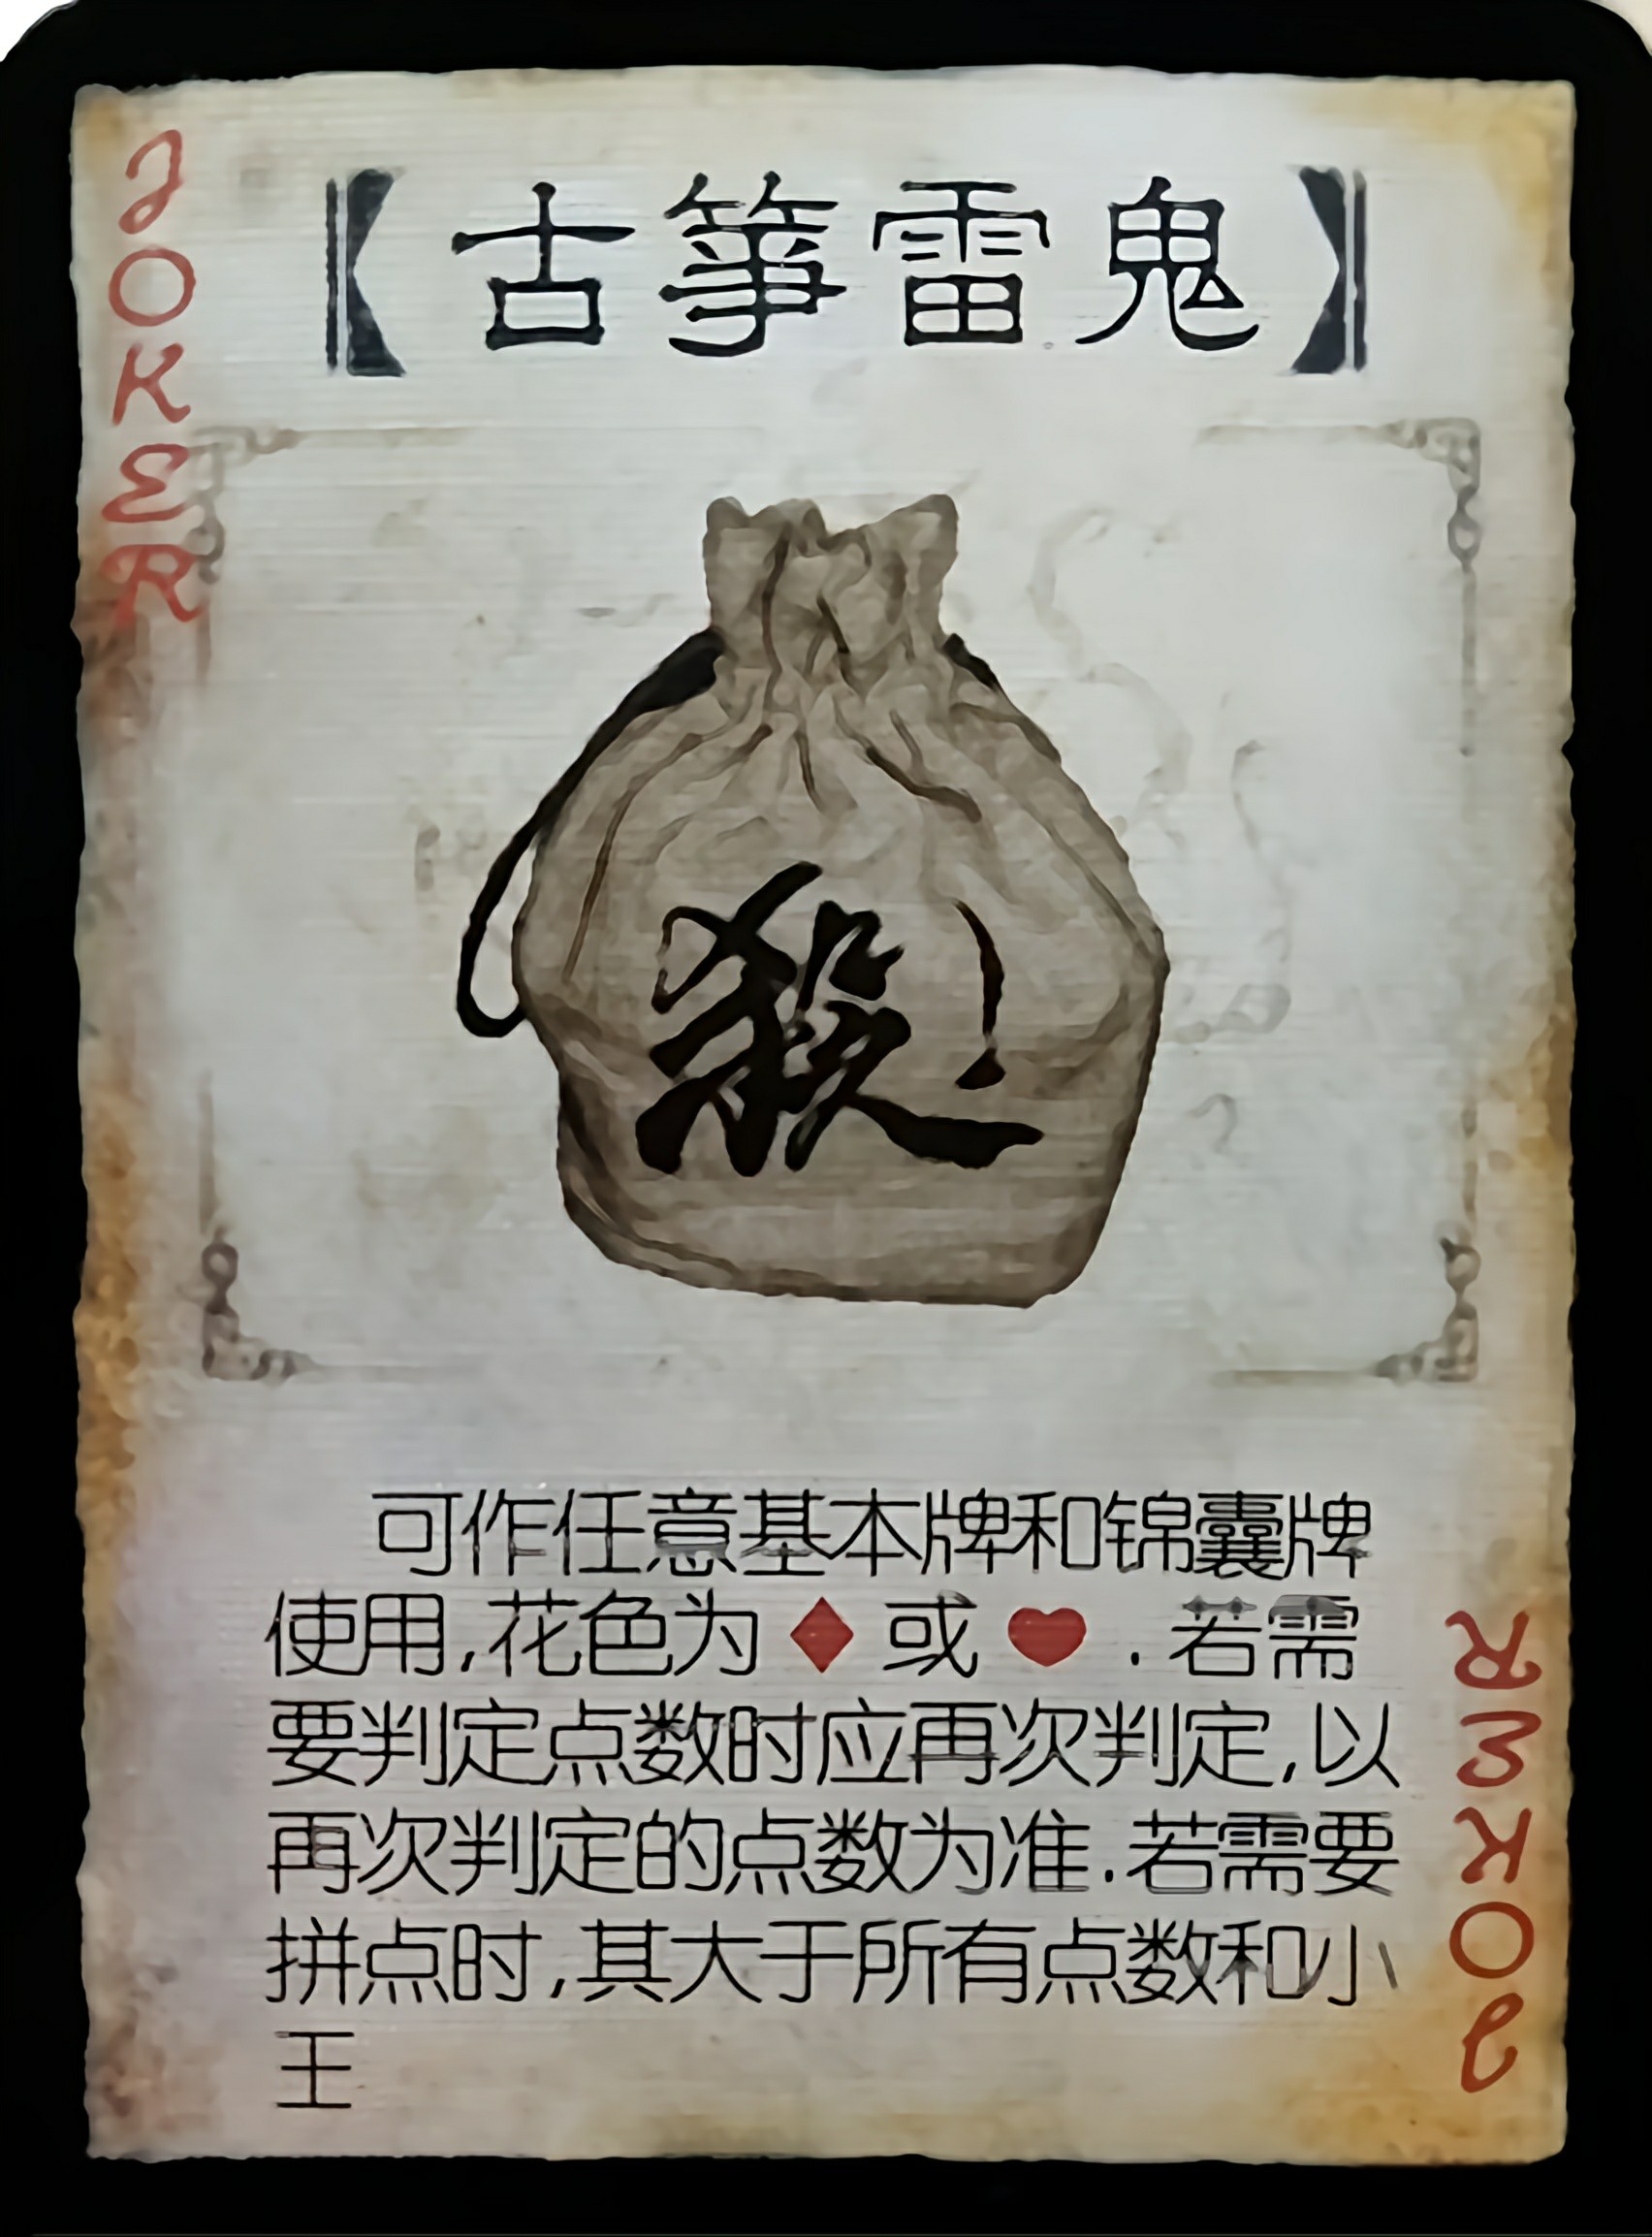 JOKER
【古箏雷鬼】
殺
可作任意基本牌和锦囊牌
使用,花色为♦或♥.若需
要判定点数时应再次判定,以
再次判定的点数为准.若需要
拼点时,其大于所有点数和小
王
JOKER